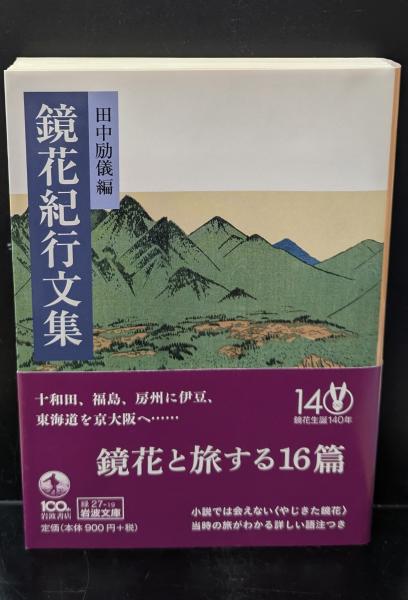 鏡花紀行文集
田中励儀編
十和田、福島、房州に伊豆、
東海道を京大阪へ……
140
鏡花生誕140年
鏡花と旅する16篇
100年
岩波書店
緑27-19
岩波文庫
定価(本体900円+税)
小説では会えない〈やじきた鏡花〉
当時の旅がわかる詳しい語注つき